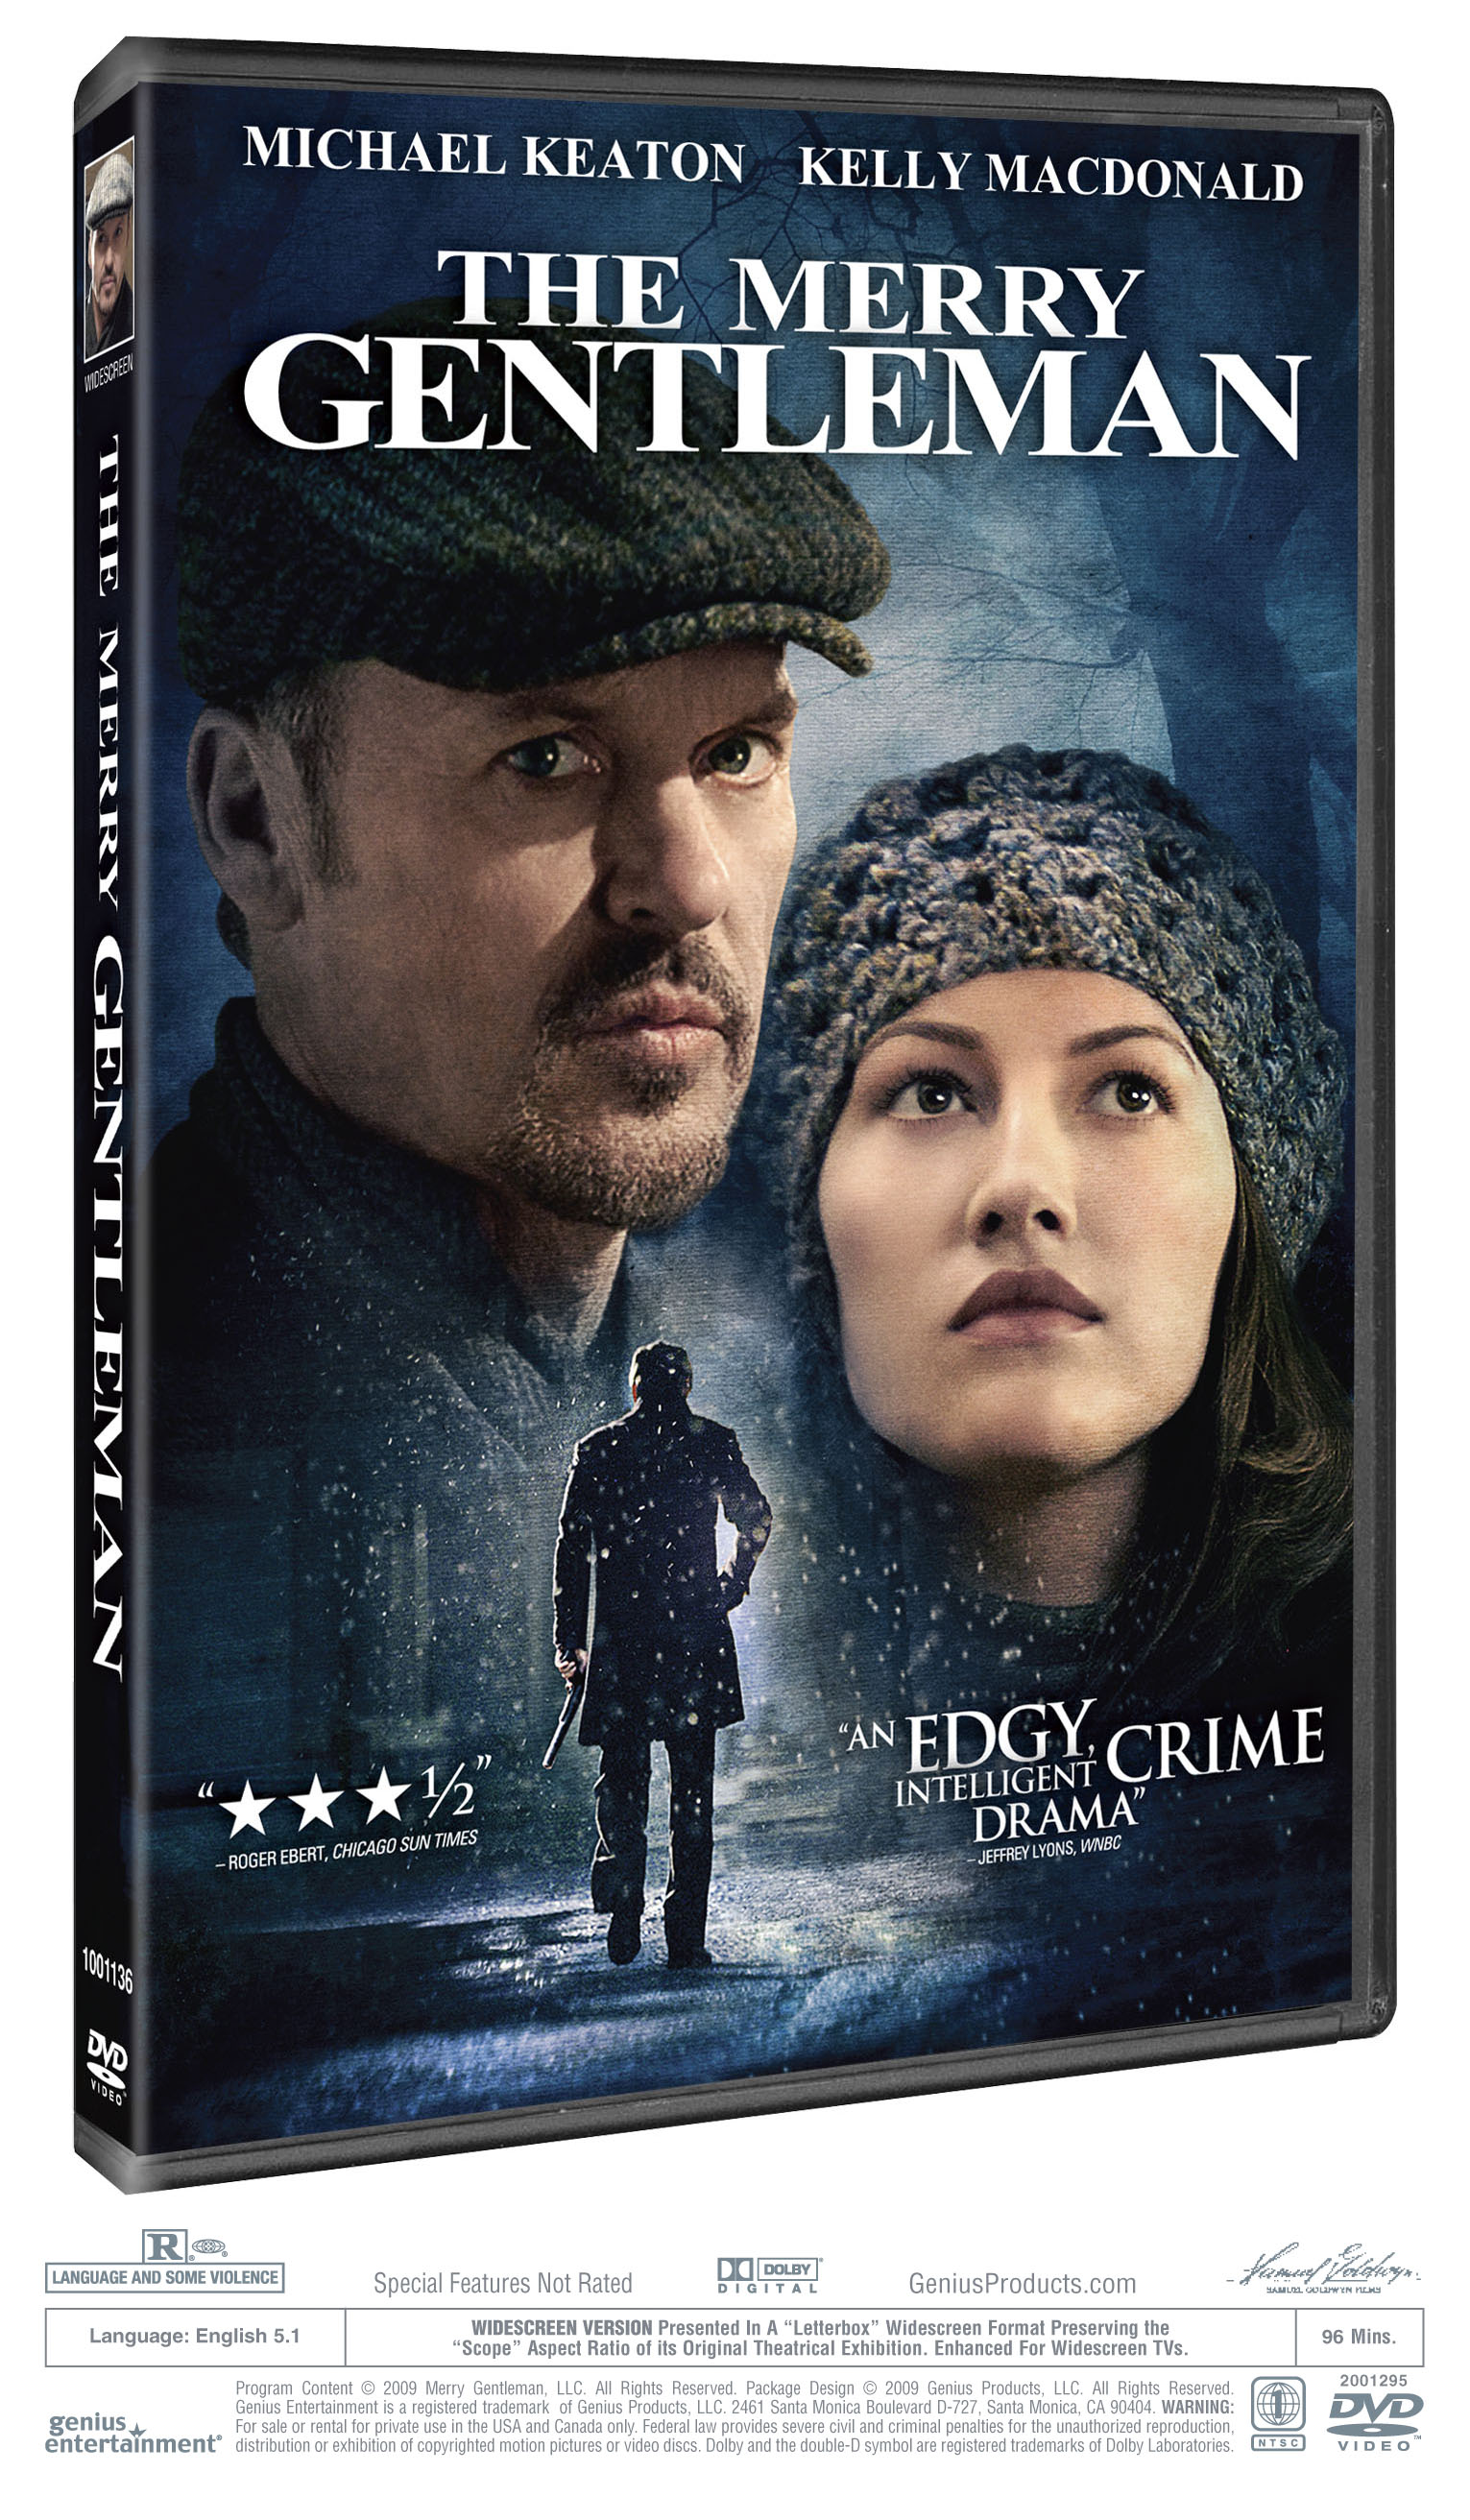 MICHAEL KEATON KELLY MACDONALD
THE MERRY
GENTLEMAN
WIDESCREEN
THE MERRY GENTLEMAN
1001136
DVD
VIDEO
“★★★½”
– ROGER EBERT, CHICAGO SUN TIMES
“AN EDGY,
INTELLIGENT CRIME
DRAMA”
– JEFFREY LYONS, WNBC
R
LANGUAGE AND SOME VIOLENCE
Special Features Not Rated
DOLBY
DIGITAL
GeniusProducts.com
Samuel Goldwyn
SAMUEL GOLDWYN FILMS
Language: English 5.1
WIDESCREEN VERSION Presented In A “Letterbox” Widescreen Format Preserving the
“Scope” Aspect Ratio of its Original Theatrical Exhibition. Enhanced For Widescreen TVs.
96 Mins.
genius
entertainment®
Program Content © 2009 Merry Gentleman, LLC. All Rights Reserved. Package Design © 2009 Genius Products, LLC. All Rights Reserved.
Genius Entertainment is a registered trademark of Genius Products, LLC. 2461 Santa Monica Boulevard D-727, Santa Monica, CA 90404. WARNING:
For sale or rental for private use in the USA and Canada only. Federal law provides severe civil and criminal penalties for the unauthorized reproduction,
distribution or exhibition of copyrighted motion pictures or video discs. Dolby and the double-D symbol are registered trademarks of Dolby Laboratories.
1
NTSC
2001295
DVD
VIDEO™